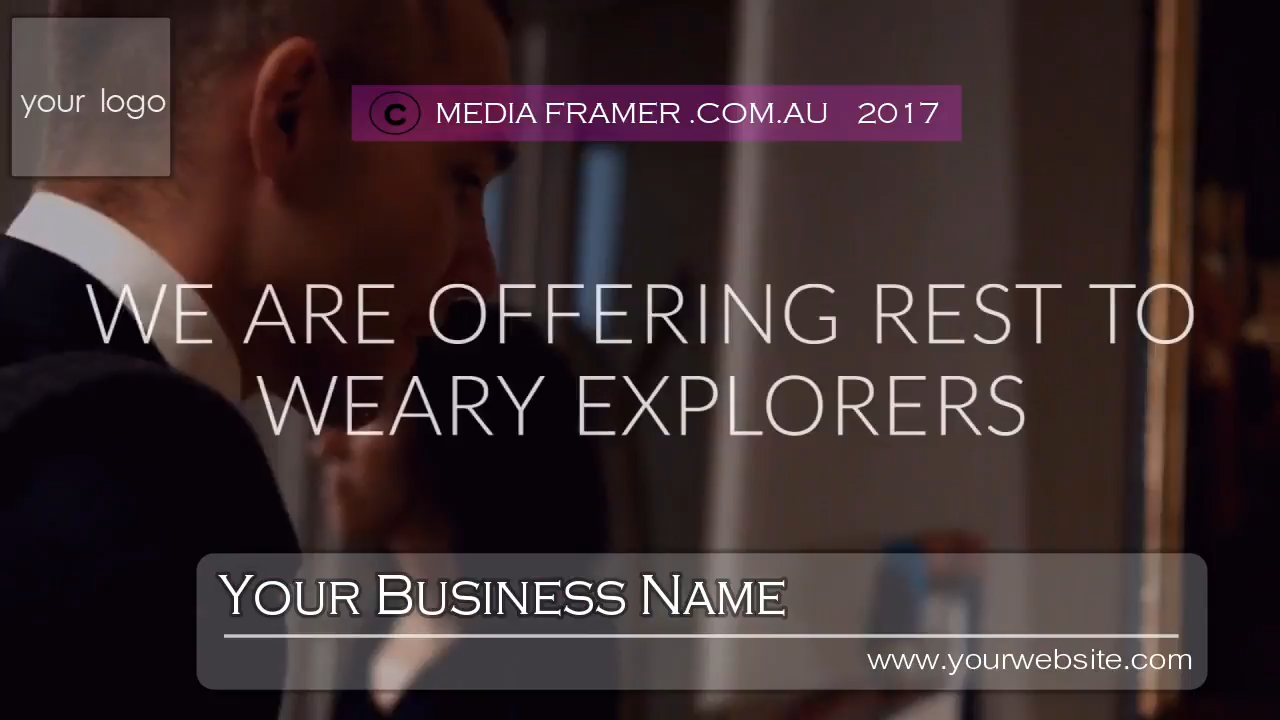 your logo
© MEDIA FRAMER .COM.AU 2017
WE ARE OFFERING REST TO
WEARY EXPLORERS
YOUR BUSINESS NAME
www.yourwebsite.com